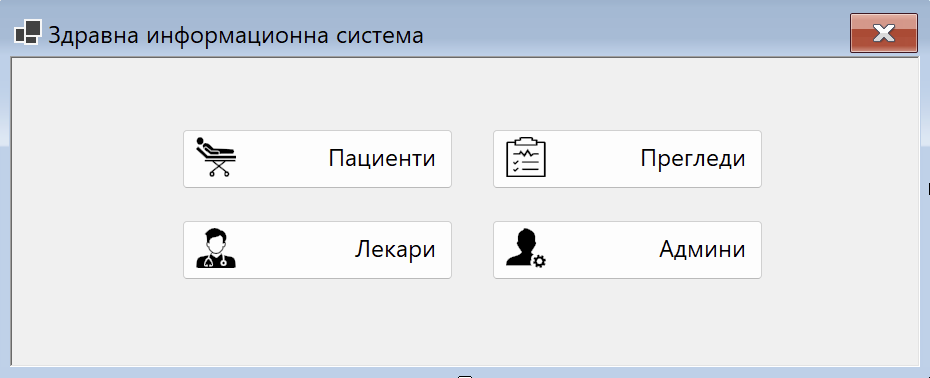 Здравна информационна система
Пациенти
Прегледи
Лекари
Админи